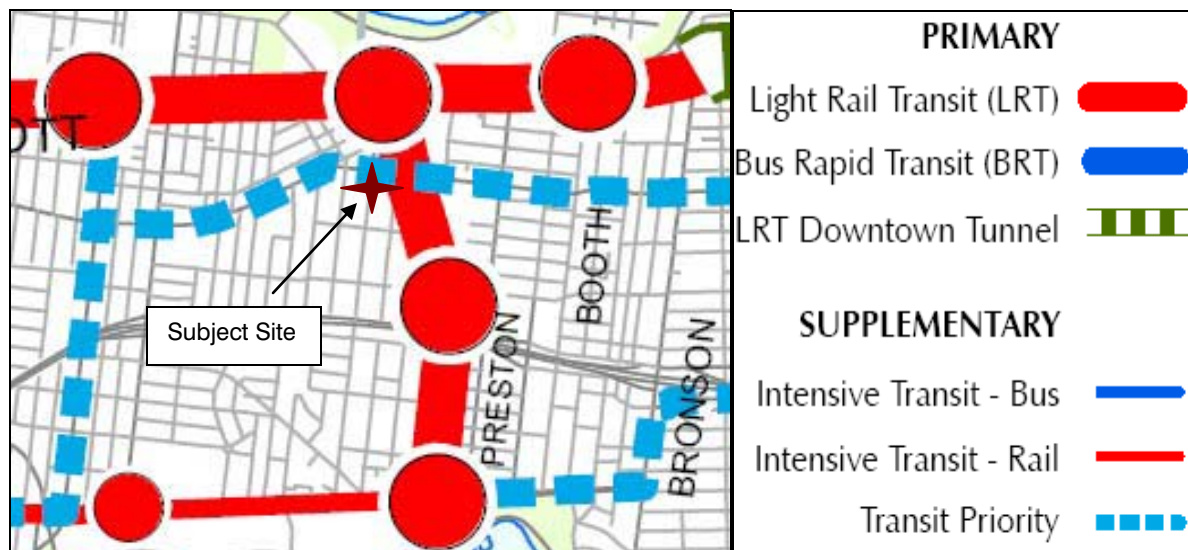 OTT
Subject Site
PRESTON
BOOTH
BRONSON
PRIMARY
Light Rail Transit (LRT)
Bus Rapid Transit (BRT)
LRT Downtown Tunnel
SUPPLEMENTARY
Intensive Transit - Bus
Intensive Transit - Rail
Transit Priority